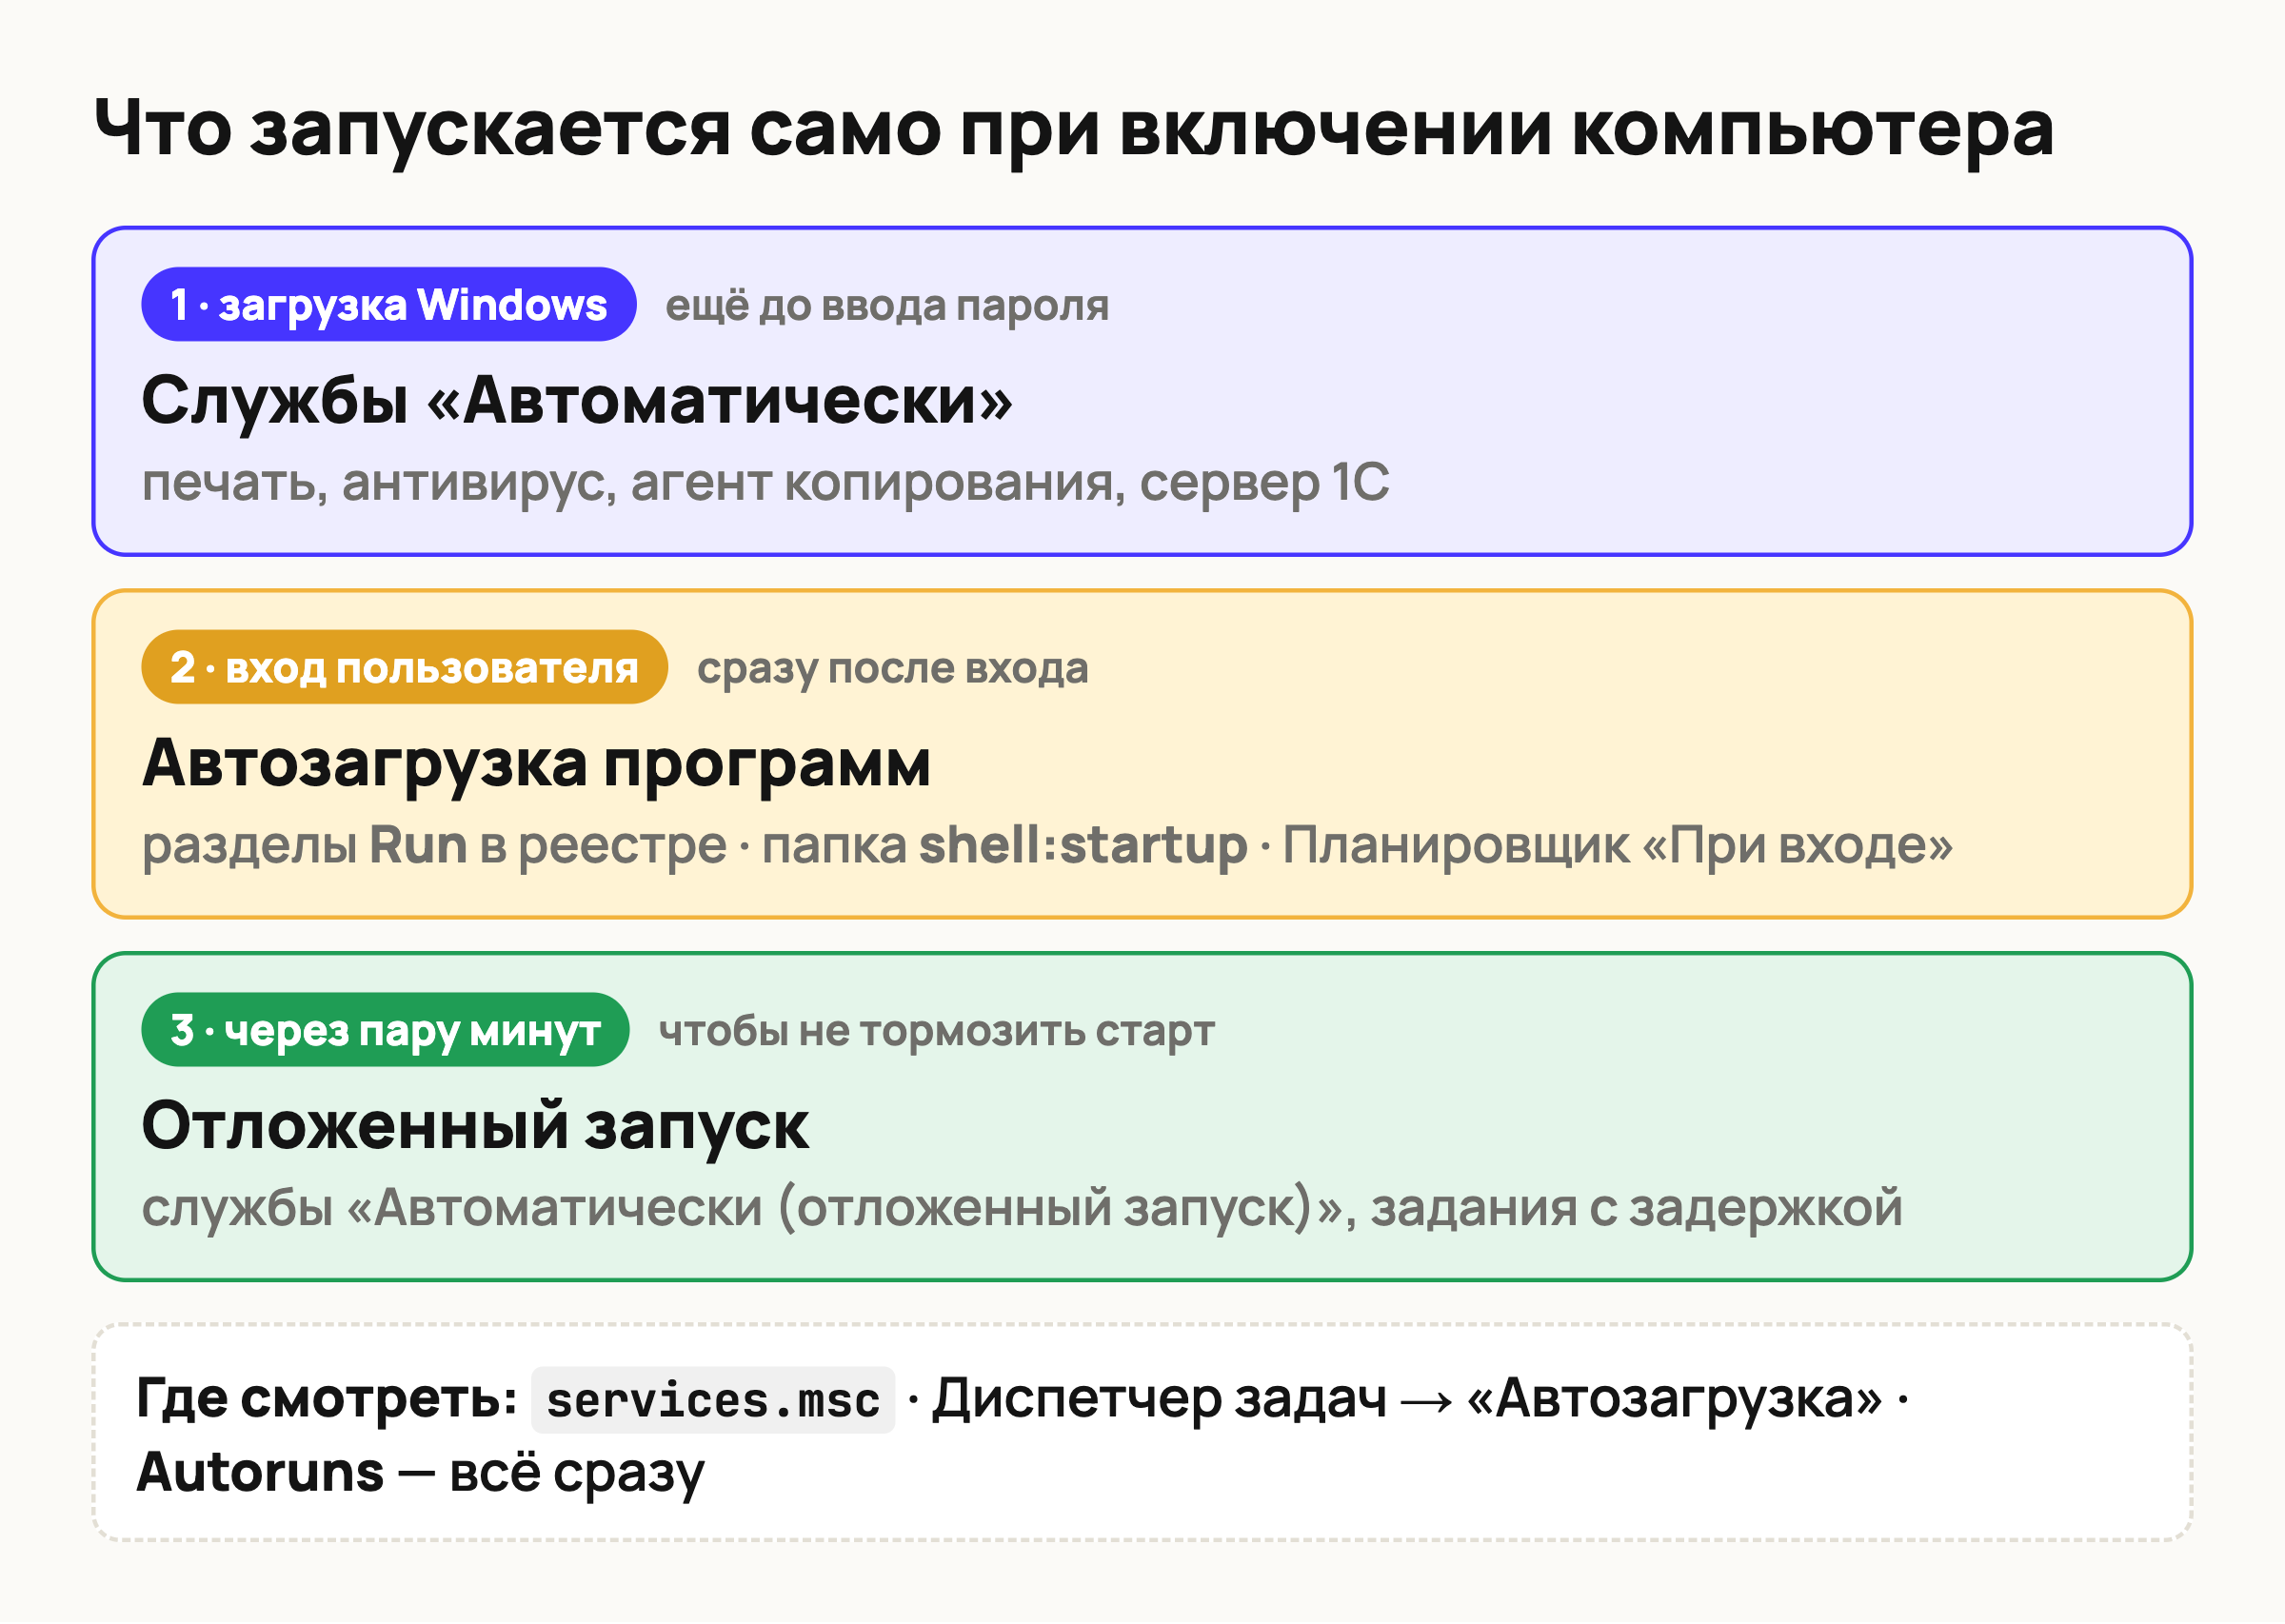 Что запускается само при включении компьютера
1 · загрузка Windows ещё до ввода пароля
Службы «Автоматически»
печать, антивирус, агент копирования, сервер 1С
2 · вход пользователя сразу после входа
Автозагрузка программ
разделы Run в реестре · папка shell:startup · Планировщик «При входе»
3 · через пару минут чтобы не тормозить старт
Отложенный запуск
службы «Автоматически (отложенный запуск)», задания с задержкой
Где смотреть: services.msc · Диспетчер задач → «Автозагрузка» ·
Autoruns — всё сразу